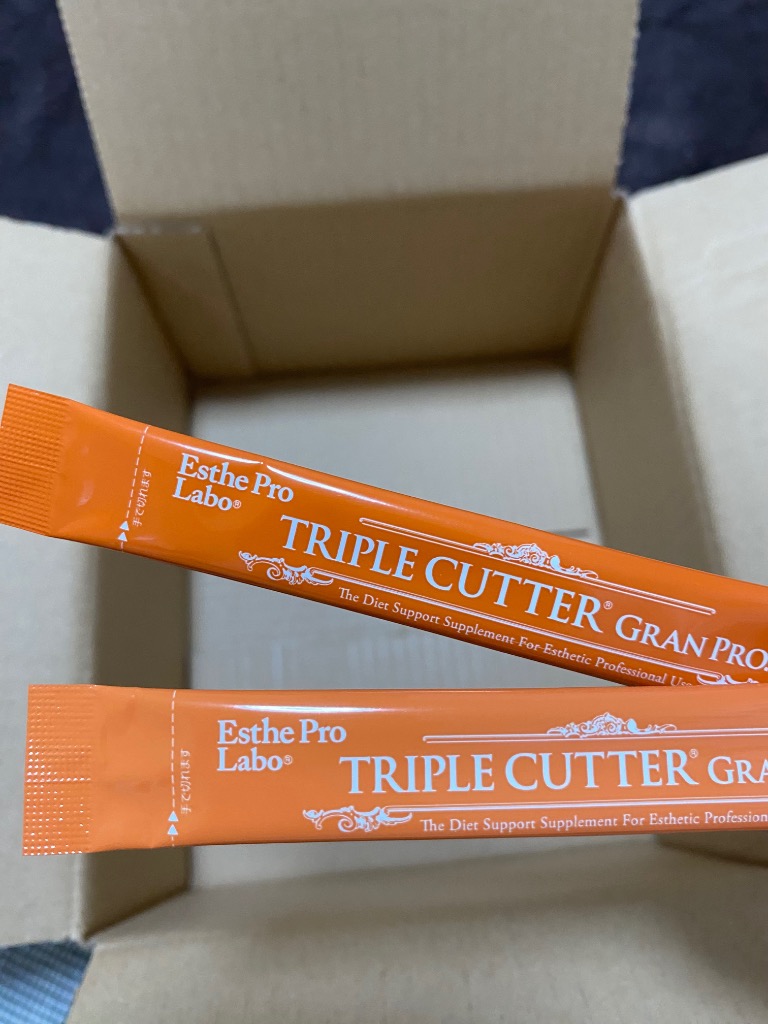 Esthe Pro
Labo®
手で切れます
TRIPLE CUTTER® GRAN PRO
The Diet Support Supplement For Esthetic Professional Use
Esthe Pro
Labo®
手で切れます
TRIPLE CUTTER® GRA
The Diet Support Supplement For Esthetic Profession